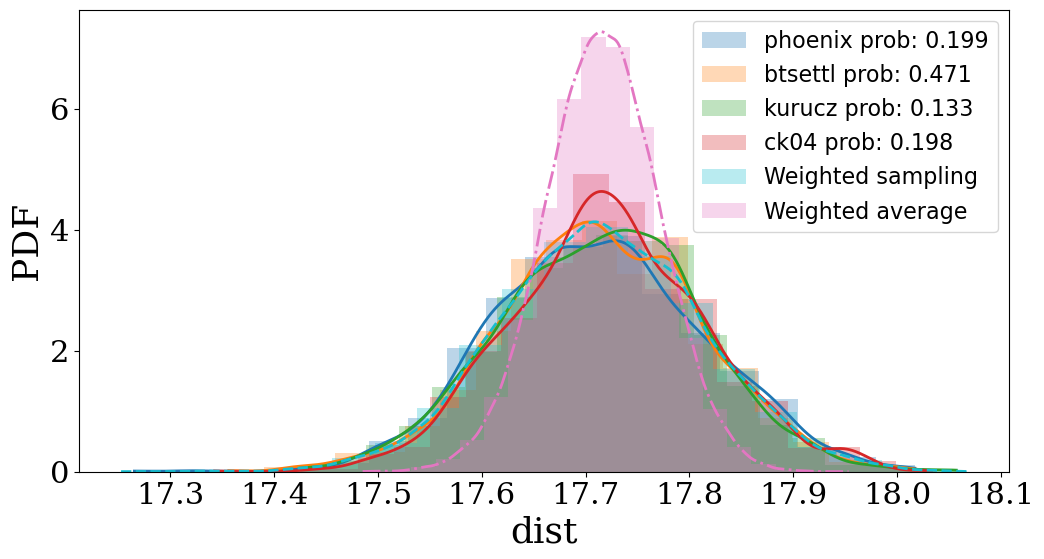 phoenix prob: 0.199
btsettl prob: 0.471
kurucz prob: 0.133
ck04 prob: 0.198
Weighted sampling
Weighted average
PDF
6
4
2
0
17.3 17.4 17.5 17.6 17.7 17.8 17.9 18.0 18.1
dist